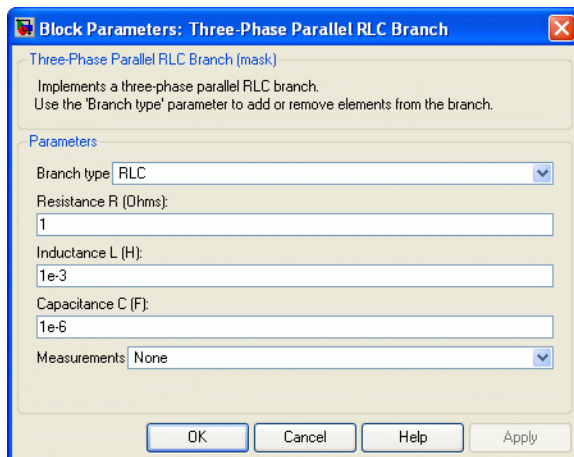 Block Parameters: Three-Phase Parallel RLC Branch
Three-Phase Parallel RLC Branch (mask)
Implements a three-phase parallel RLC branch.
Use the 'Branch type' parameter to add or remove elements from the branch.
Parameters
Branch type RLC
Resistance R (Ohms):
1
Inductance L (H):
1e-3
Capacitance C (F):
1e-6
Measurements None
OK Cancel Help Apply